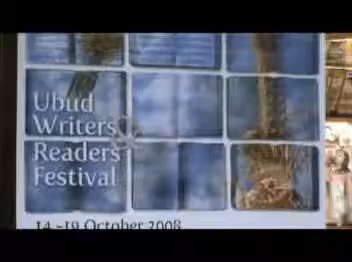 Ubud
Writers &
Readers
Festival
14 - 19 October 2008